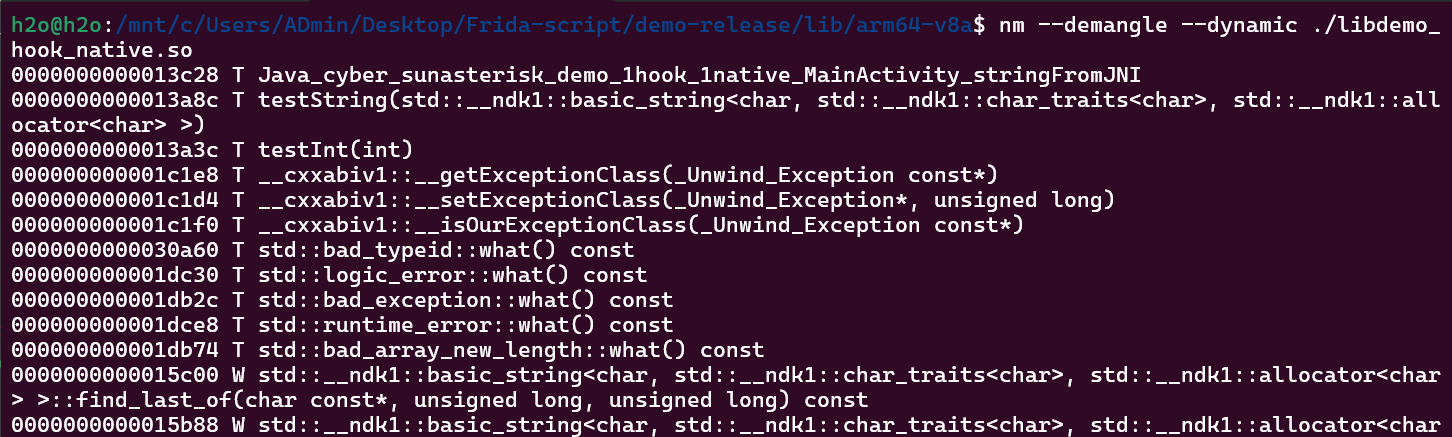 h2o@h2o:/mnt/c/Users/ADmin/Desktop/Frida-script/demo-release/lib/arm64-v8a$ nm --demangle --dynamic ./libdemo_
hook_native.so
0000000000013c28 T Java_cyber_sunasterisk_demo_1hook_1native_MainActivity_stringFromJNI
0000000000013a8c T testString(std::__ndk1::basic_string<char, std::__ndk1::char_traits<char>, std::__ndk1::all
ocator<char> >)
0000000000013a3c T testInt(int)
000000000001c1e8 T __cxxabiv1::__getExceptionClass(_Unwind_Exception const*)
000000000001c1d4 T __cxxabiv1::__setExceptionClass(_Unwind_Exception*, unsigned long)
000000000001c1f0 T __cxxabiv1::__isOurExceptionClass(_Unwind_Exception const*)
0000000000030a60 T std::bad_typeid::what() const
000000000001dc30 T std::logic_error::what() const
000000000001db2c T std::bad_exception::what() const
000000000001dce8 T std::runtime_error::what() const
000000000001db74 T std::bad_array_new_length::what() const
0000000000015c00 W std::__ndk1::basic_string<char, std::__ndk1::char_traits<char>, std::__ndk1::allocator<char
> >::find_last_of(char const*, unsigned long, unsigned long) const
0000000000015b88 W std::__ndk1::basic_string<char, std::__ndk1::char_traits<char>, std::__ndk1::allocator<char